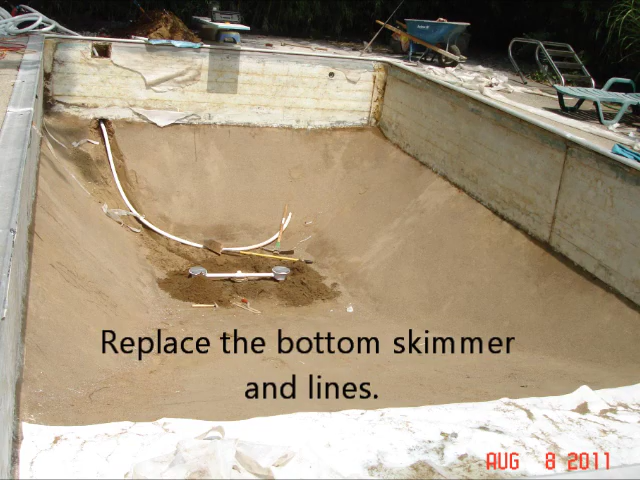 Replace the bottom skimmer
and lines.
AUG 8 2011